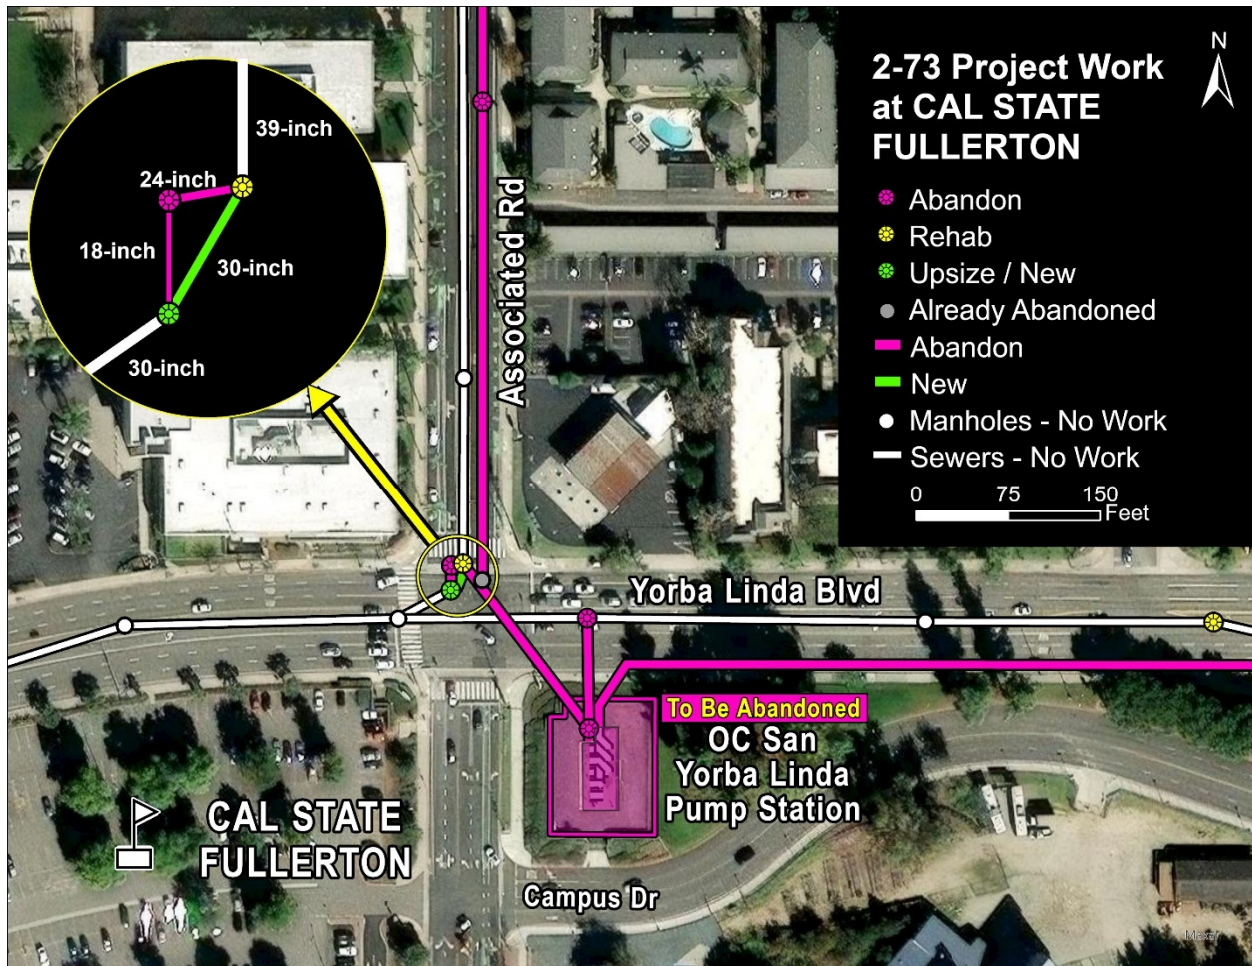 2-73 Project Work
at CAL STATE
FULLERTON
N
Abandon
Rehab
Upsize / New
Already Abandoned
Abandon
New
Manholes - No Work
Sewers - No Work
0 75 150
Feet
39-inch
24-inch
18-inch
30-inch
30-inch
Associated Rd
Yorba Linda Blvd
To Be Abandoned
OC San
Yorba Linda
Pump Station
CAL STATE
FULLERTON
Campus Dr
Maxar